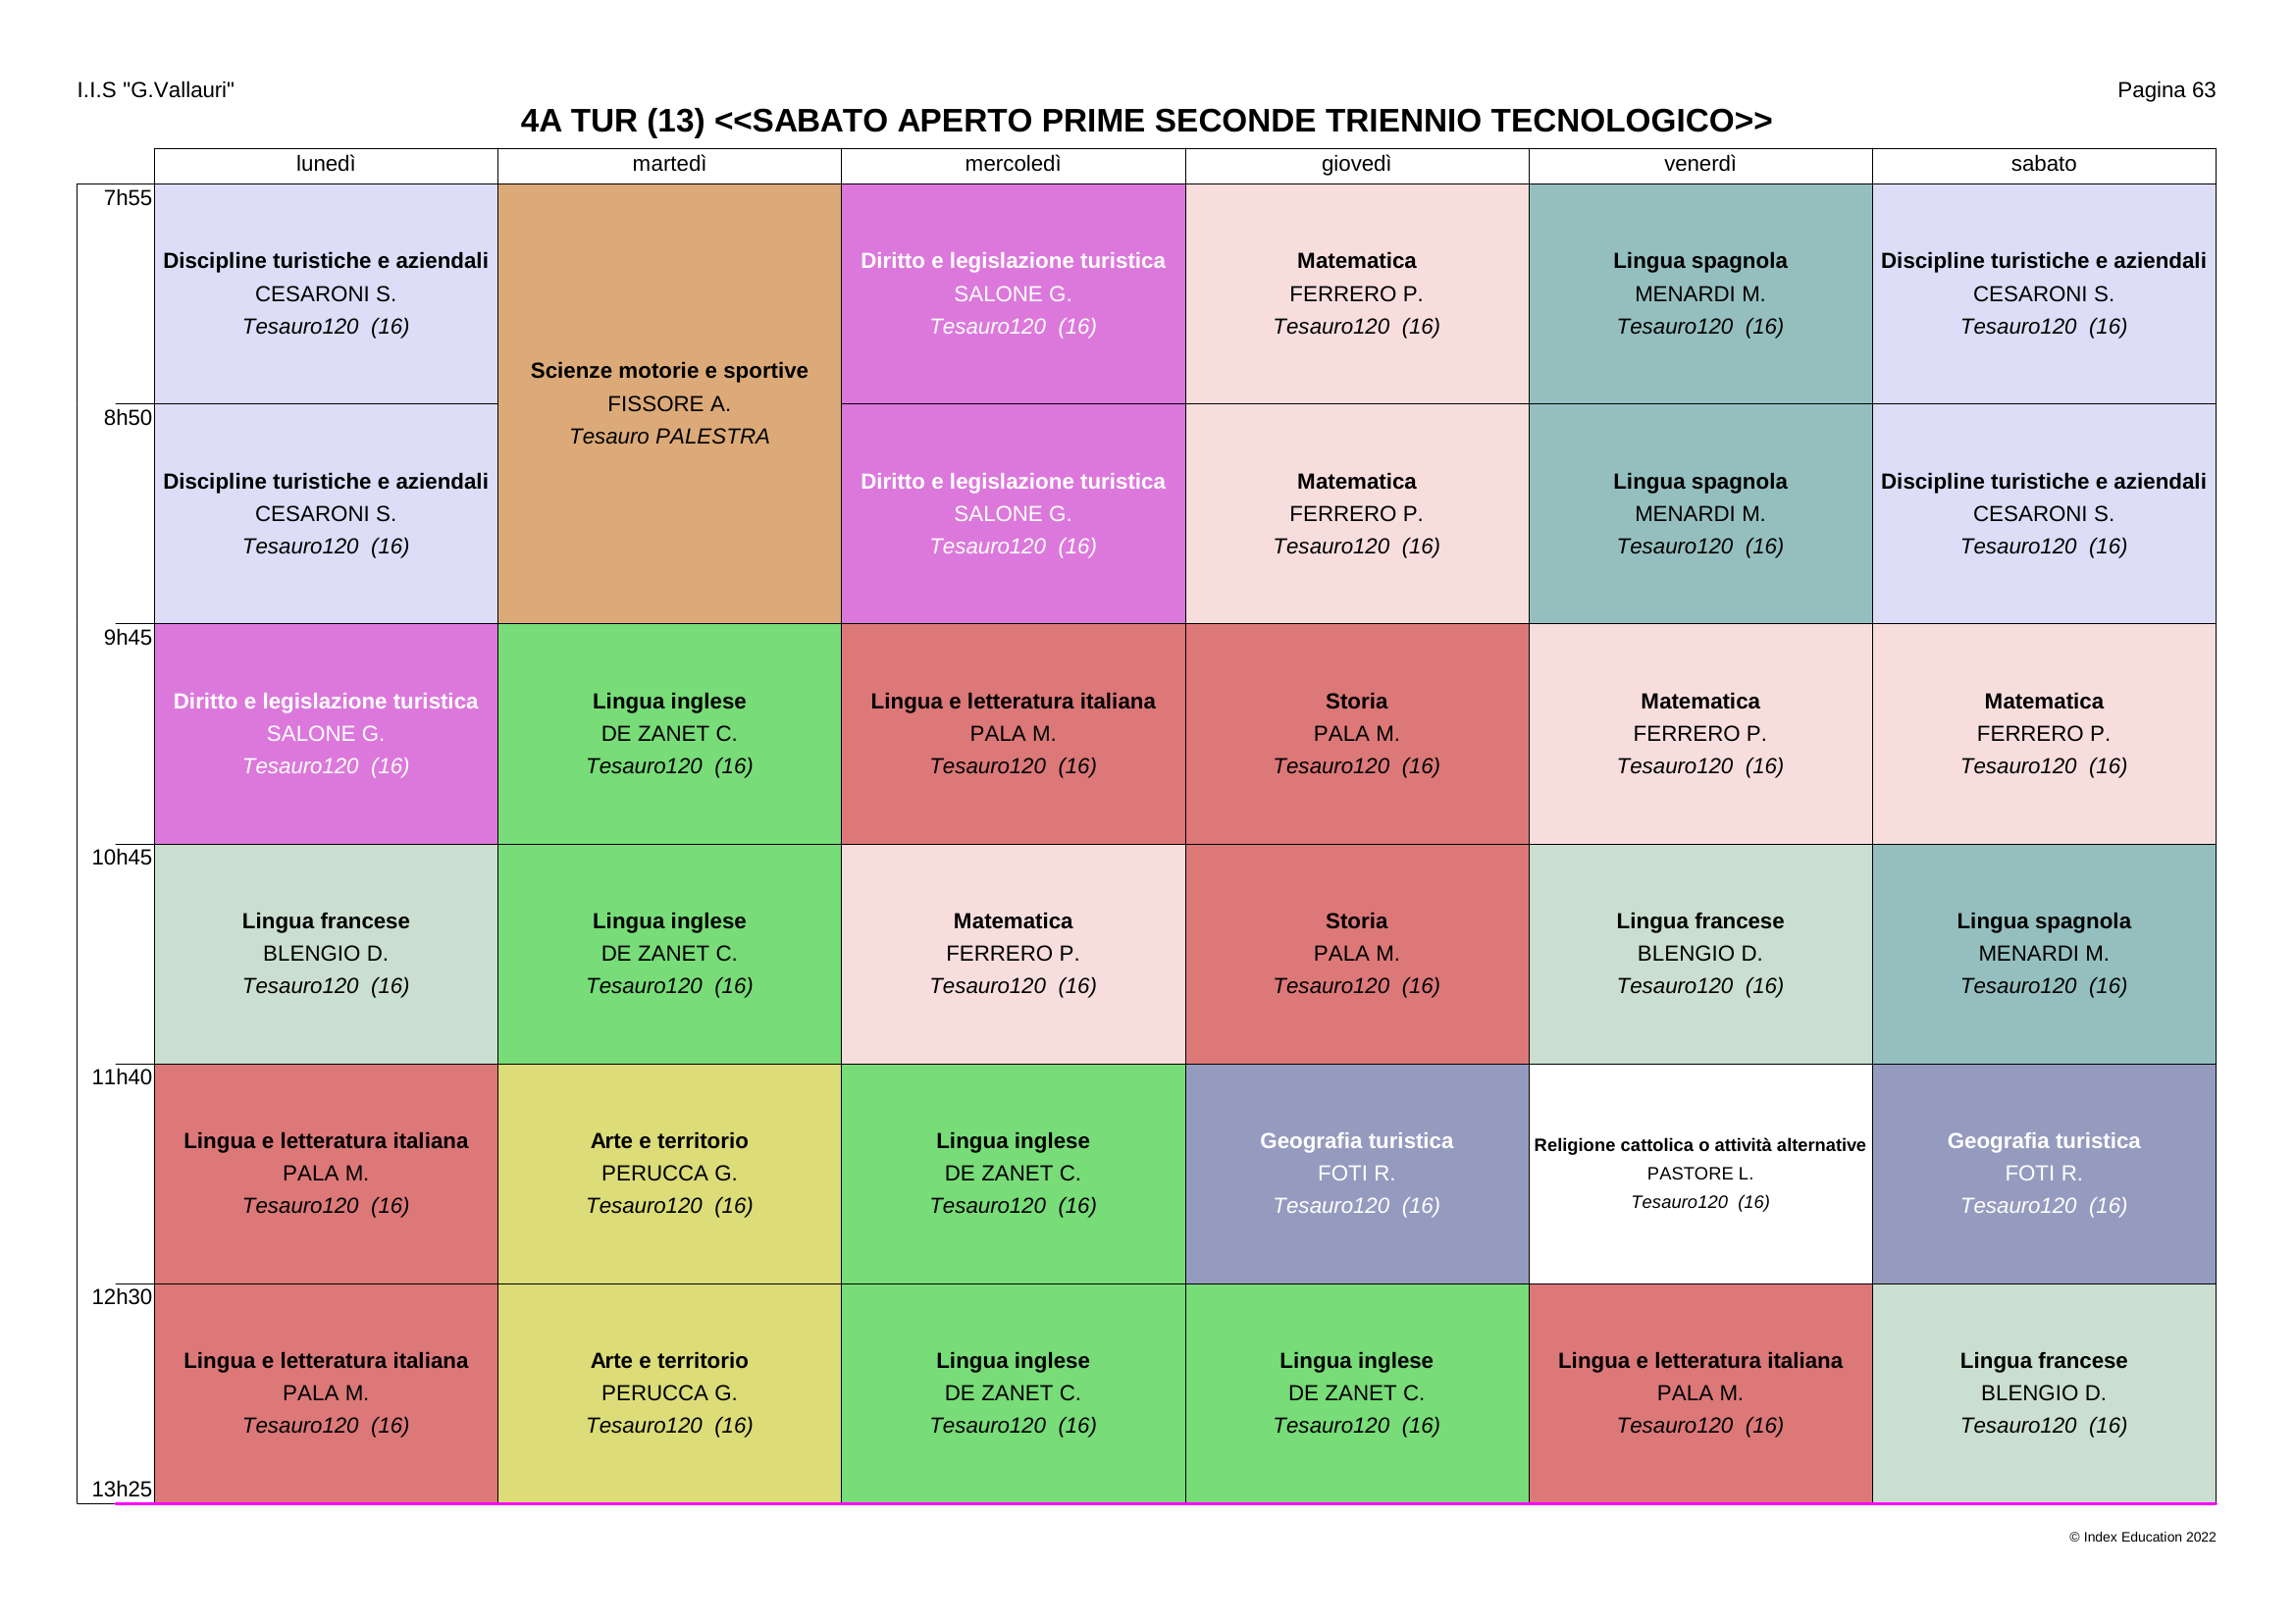 I.I.S "G.Vallauri"
Pagina 63
4A TUR (13) <<SABATO APERTO PRIME SECONDE TRIENNIO TECNOLOGICO>>
lunedì martedì mercoledì giovedì venerdì sabato
7h55
Discipline turistiche e aziendali
CESARONI S.
Tesauro120 (16)
Scienze motorie e sportive
FISSORE A.
Tesauro PALESTRA
Diritto e legislazione turistica
SALONE G.
Tesauro120 (16)
Matematica
FERRERO P.
Tesauro120 (16)
Lingua spagnola
MENARDI M.
Tesauro120 (16)
Discipline turistiche e aziendali
CESARONI S.
Tesauro120 (16)
8h50
Discipline turistiche e aziendali
CESARONI S.
Tesauro120 (16)
Diritto e legislazione turistica
SALONE G.
Tesauro120 (16)
Matematica
FERRERO P.
Tesauro120 (16)
Lingua spagnola
MENARDI M.
Tesauro120 (16)
Discipline turistiche e aziendali
CESARONI S.
Tesauro120 (16)
9h45
Diritto e legislazione turistica
SALONE G.
Tesauro120 (16)
Lingua inglese
DE ZANET C.
Tesauro120 (16)
Lingua e letteratura italiana
PALA M.
Tesauro120 (16)
Storia
PALA M.
Tesauro120 (16)
Matematica
FERRERO P.
Tesauro120 (16)
Matematica
FERRERO P.
Tesauro120 (16)
10h45
Lingua francese
BLENGIO D.
Tesauro120 (16)
Lingua inglese
DE ZANET C.
Tesauro120 (16)
Matematica
FERRERO P.
Tesauro120 (16)
Storia
PALA M.
Tesauro120 (16)
Lingua francese
BLENGIO D.
Tesauro120 (16)
Lingua spagnola
MENARDI M.
Tesauro120 (16)
11h40
Lingua e letteratura italiana
PALA M.
Tesauro120 (16)
Arte e territorio
PERUCCA G.
Tesauro120 (16)
Lingua inglese
DE ZANET C.
Tesauro120 (16)
Geografia turistica
FOTI R.
Tesauro120 (16)
Religione cattolica o attività alternative
PASTORE L.
Tesauro120 (16)
Geografia turistica
FOTI R.
Tesauro120 (16)
12h30
Lingua e letteratura italiana
PALA M.
Tesauro120 (16)
Arte e territorio
PERUCCA G.
Tesauro120 (16)
Lingua inglese
DE ZANET C.
Tesauro120 (16)
Lingua inglese
DE ZANET C.
Tesauro120 (16)
Lingua e letteratura italiana
PALA M.
Tesauro120 (16)
Lingua francese
BLENGIO D.
Tesauro120 (16)
13h25
© Index Education 2022